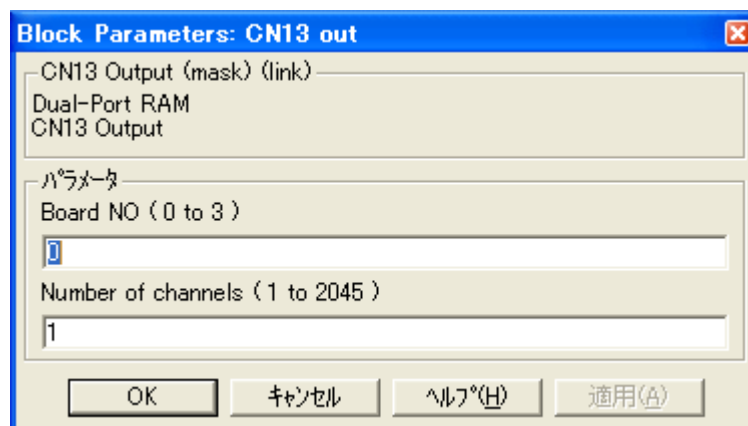 Block Parameters: CN13 out
CN13 Output (mask) (link)
Dual-Port RAM
CN13 Output
パラメータ
Board NO ( 0 to 3 )
0
Number of channels ( 1 to 2045 )
1
OK キャンセル ヘルプ(H) 適用(A)